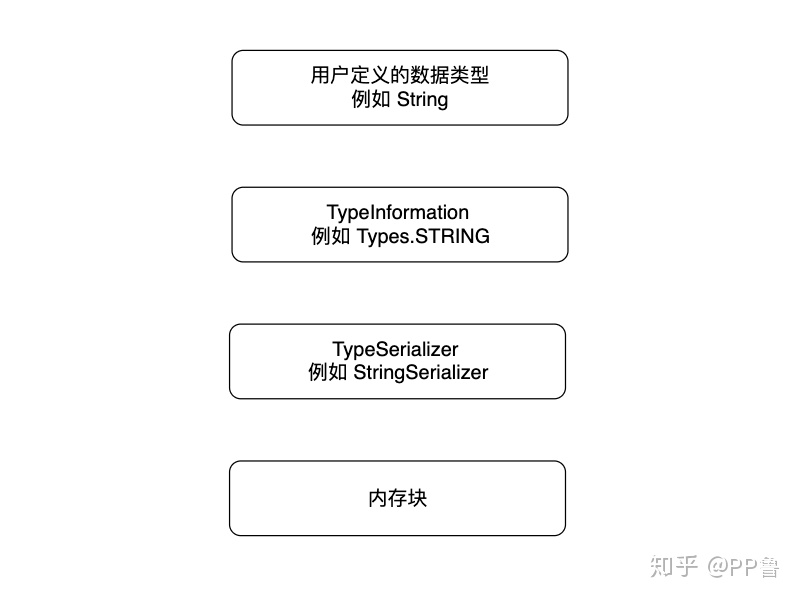 用户定义的数据类型
例如 String
TypeInformation
例如 Types.STRING
TypeSerializer
例如 StringSerializer
内存块
知乎 @PP鲁